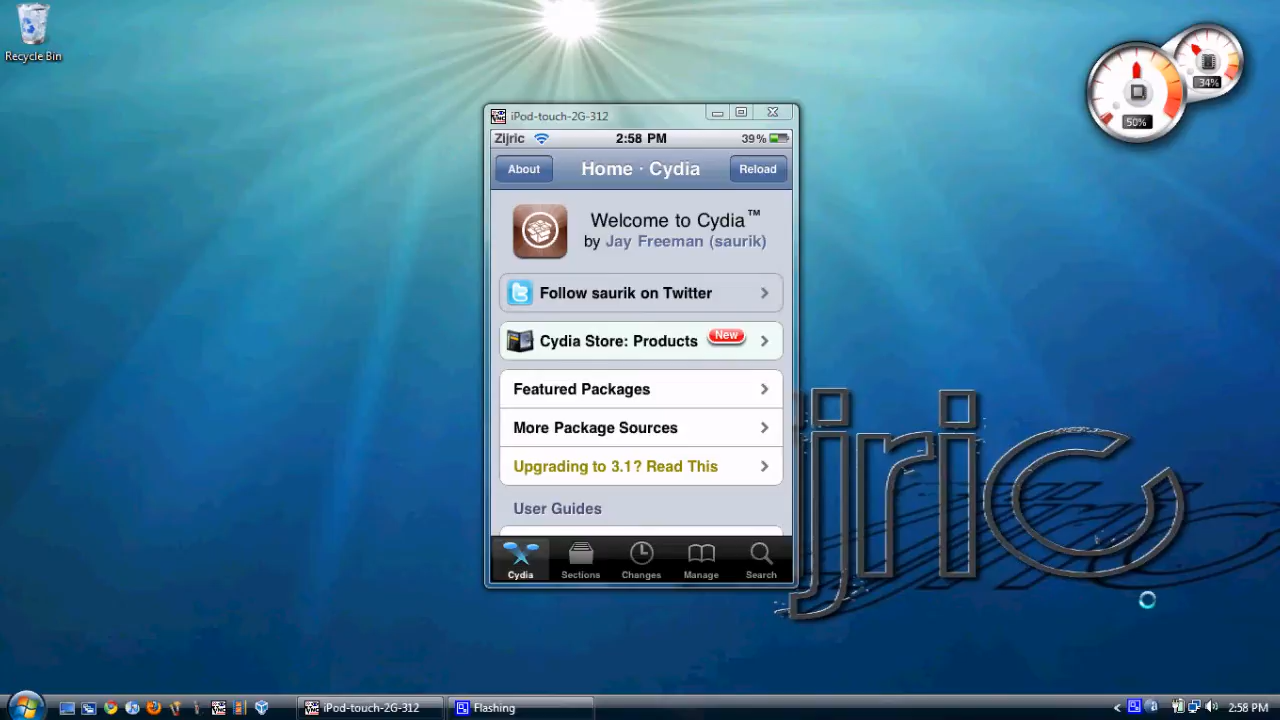 Recycle Bin
50%
34%
iPod-touch-2G-312
Zijric
2:58 PM
39%
About
Home · Cydia
Reload
Welcome to Cydia™
by Jay Freeman (saurik)
Follow saurik on Twitter
Cydia Store: Products
New
Featured Packages
More Package Sources
Upgrading to 3.1? Read This
User Guides
Cydia
Sections
Changes
Manage
Search
jric
iPod-touch-2G-312
Flashing
2:58 PM